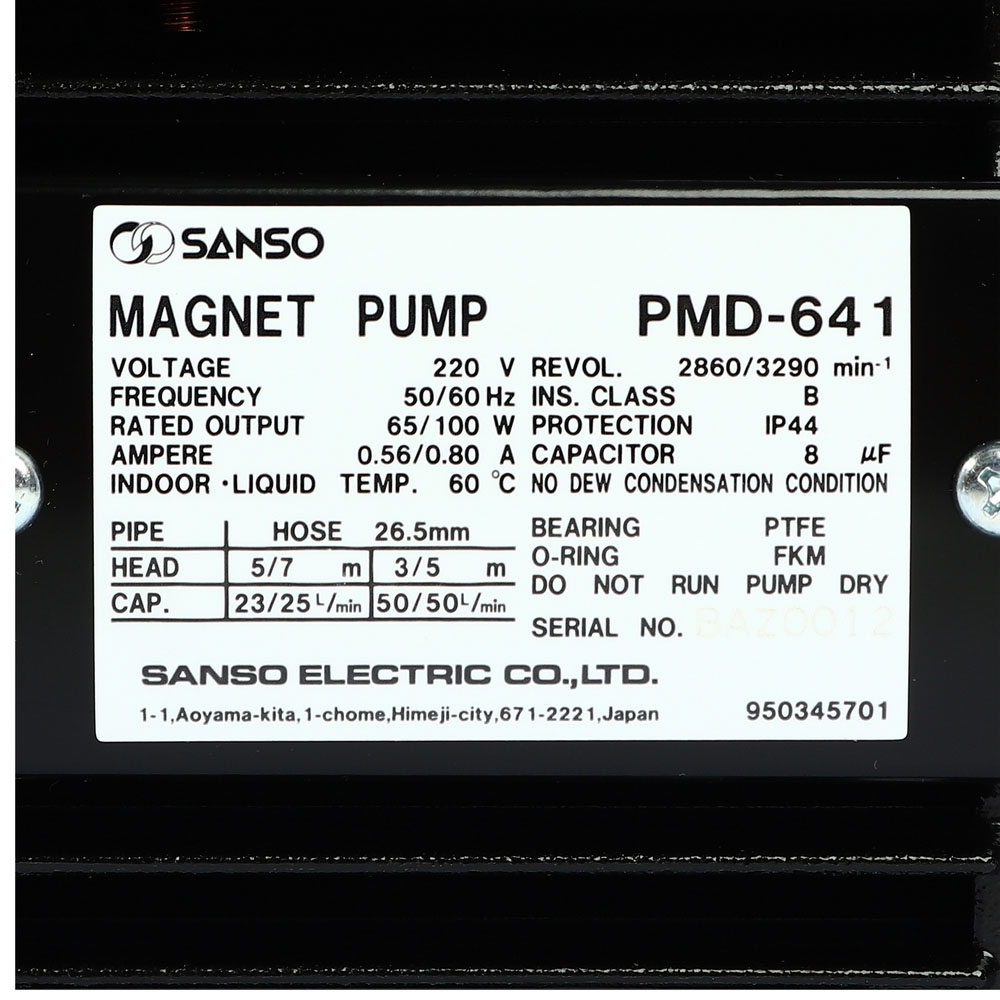 SANSO
MAGNET PUMP PMD-641
VOLTAGE 220 V REVOL. 2860/3290 min⁻¹
FREQUENCY 50/60 Hz INS. CLASS B
RATED OUTPUT 65/100 W PROTECTION IP44
AMPERE 0.56/0.80 A CAPACITOR 8 μF
INDOOR・LIQUID TEMP. 60 ℃ NO DEW CONDENSATION CONDITION
PIPE HOSE 26.5mm
HEAD 5/7 m 3/5 m
CAP. 23/25 L/min 50/50 L/min
BEARING PTFE
O-RING FKM
DO NOT RUN PUMP DRY
SERIAL NO. BAZ0012
SANSO ELECTRIC CO.,LTD.
1-1,Aoyama-kita,1-chome,Himeji-city,671-2221,Japan 950345701